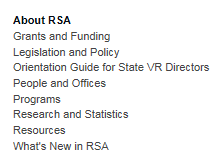 About RSA
Grants and Funding
Legislation and Policy
Orientation Guide for State VR Directors
People and Offices
Programs
Research and Statistics
Resources
What's New in RSA